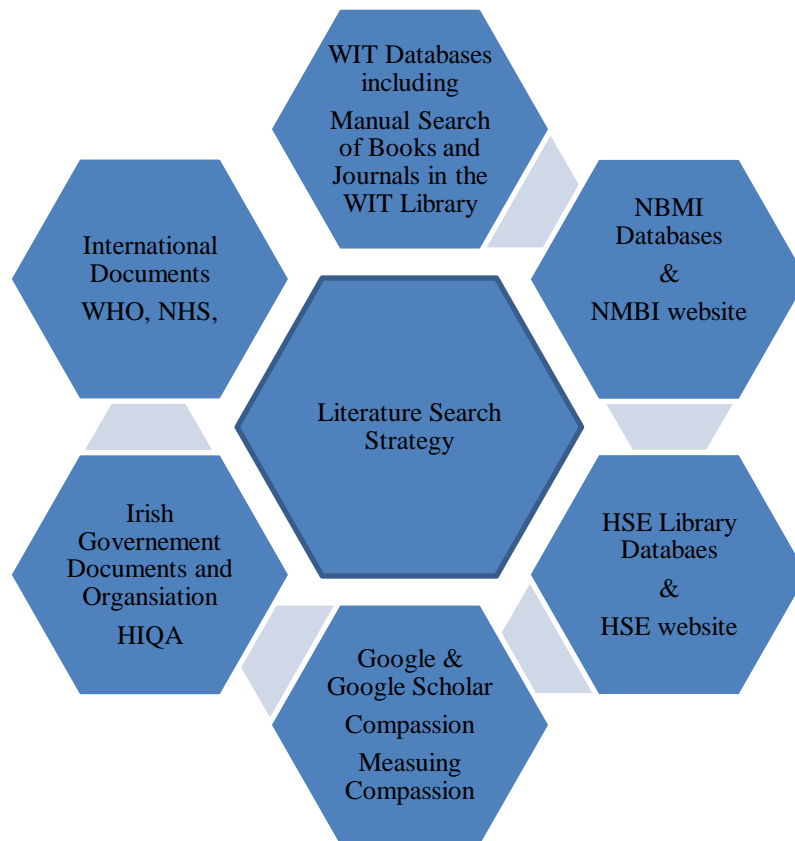 WIT Databases
including
Manual Search
of Books and
Journals in the
WIT Library
NBMI
Databases
&
NMBI website
HSE Library
Databaes
&
HSE website
Google &
Google Scholar
Compassion
Measuing
Compassion
Irish
Governement
Documents and
Organsiation
HIQA
International
Documents
WHO, NHS,
Literature Search
Strategy